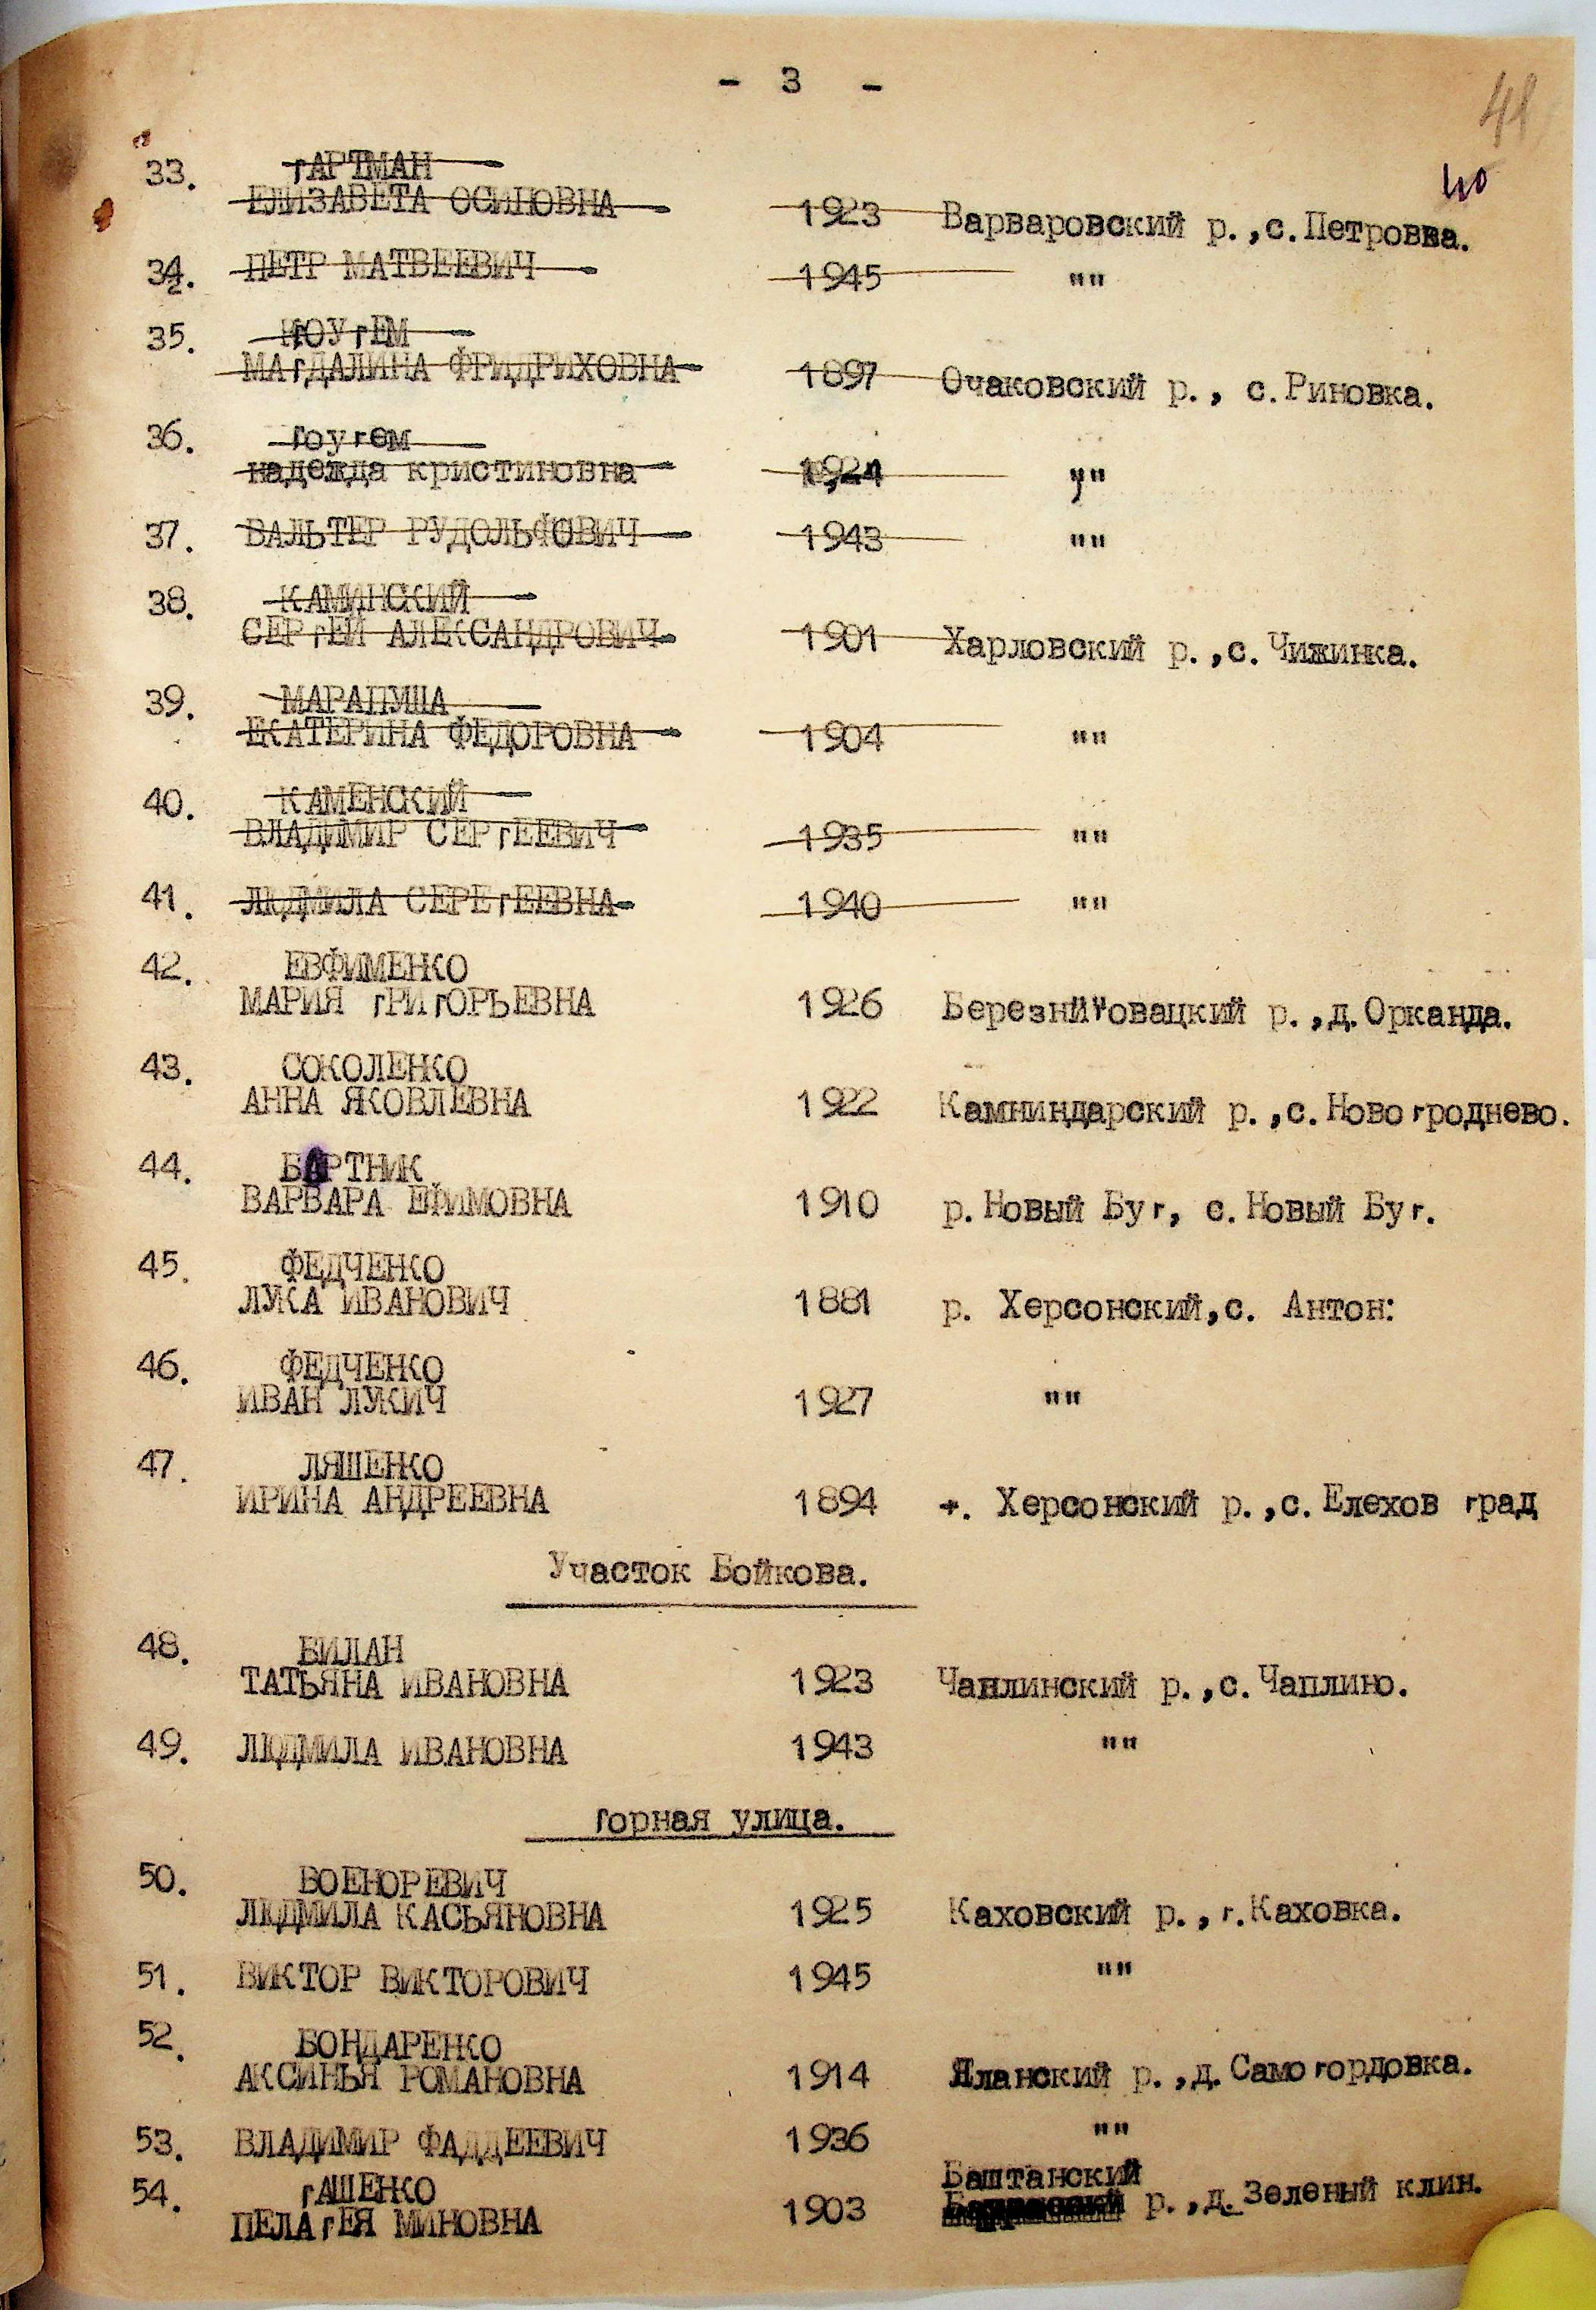 - 3 -
41
40
33. гАРТМАН
ЕЛИЗАВЕТА ОСИПОВНА 1923 Варваровский р.,с.Петровка.
34. ПЕТР МАТВЕЕВИЧ 1945 ""
35. гОУгЕМ
МАгДАЛИНА ФРИДРИХОВНА 1897 Очаковский р., с.Риновка.
36. гоугем
надежда кристиновна 1924 ""
37. ВАЛЬТЕР РУДОЛЬФОВИЧ 1943 ""
38. КАМИНСКИЙ
СЕРгЕЙ АЛЕКСАНДРОВИЧ 1901 Харловский р.,с.Чижинка.
39. МАРАПУША
ЕКАТЕРИНА ФЕДОРОВНА 1904 ""
40. КАМЕНСКИЙ
ВЛАДИМИР СЕРгЕЕВИЧ 1935 ""
41. ЛЮДМИЛА СЕРЕгЕЕВНА 1940 ""
42. ЕВФИМЕНКО
МАРИЯ гРИгОРЬЕВНА 1926 Березниговацкий р.,д.Орканда.
43. СОКОЛЕНКО
АННА ЯКОВЛЕВНА 1922 Камниндарский р.,с.Новогроднево.
44. БАРТНИК
ВАРВАРА ЕФИМОВНА 1910 р.Новый Буг, с.Новый Буг.
45. ФЕДЧЕНКО
ЛУКА ИВАНОВИЧ 1881 р. Херсонский,с. Антон:
46. ФЕДЧЕНКО
ИВАН ЛУКИЧ 1927 ""
47. ЛЯШЕНКО
ИРИНА АНДРЕЕВНА 1894 г. Херсонский р.,с.Елехов град
Участок Бойкова.
48. БИЛАН
ТАТЬЯНА ИВАНОВНА 1923 Чаплинский р.,с.Чаплино.
49. ЛЮДМИЛА ИВАНОВНА 1943 ""
горная улица.
50. БОЕНОРЕВИЧ
ЛЮДМИЛА КАСЬЯНОВНА 1925 Каховский р.,г.Каховка.
51. ВИКТОР ВИКТОРОВИЧ 1945 ""
52. БОНДАРЕНКО
АКСИНЬЯ РОМАНОВНА 1914 Яланский р.,д.Самогордовка.
53. ВЛАДИМИР ФАДДЕЕВИЧ 1936 ""
54. гАШЕНКО Баштанский
ПЕЛАгЕЯ МИНОВНА 1903 р.,д.Зеленый клин.